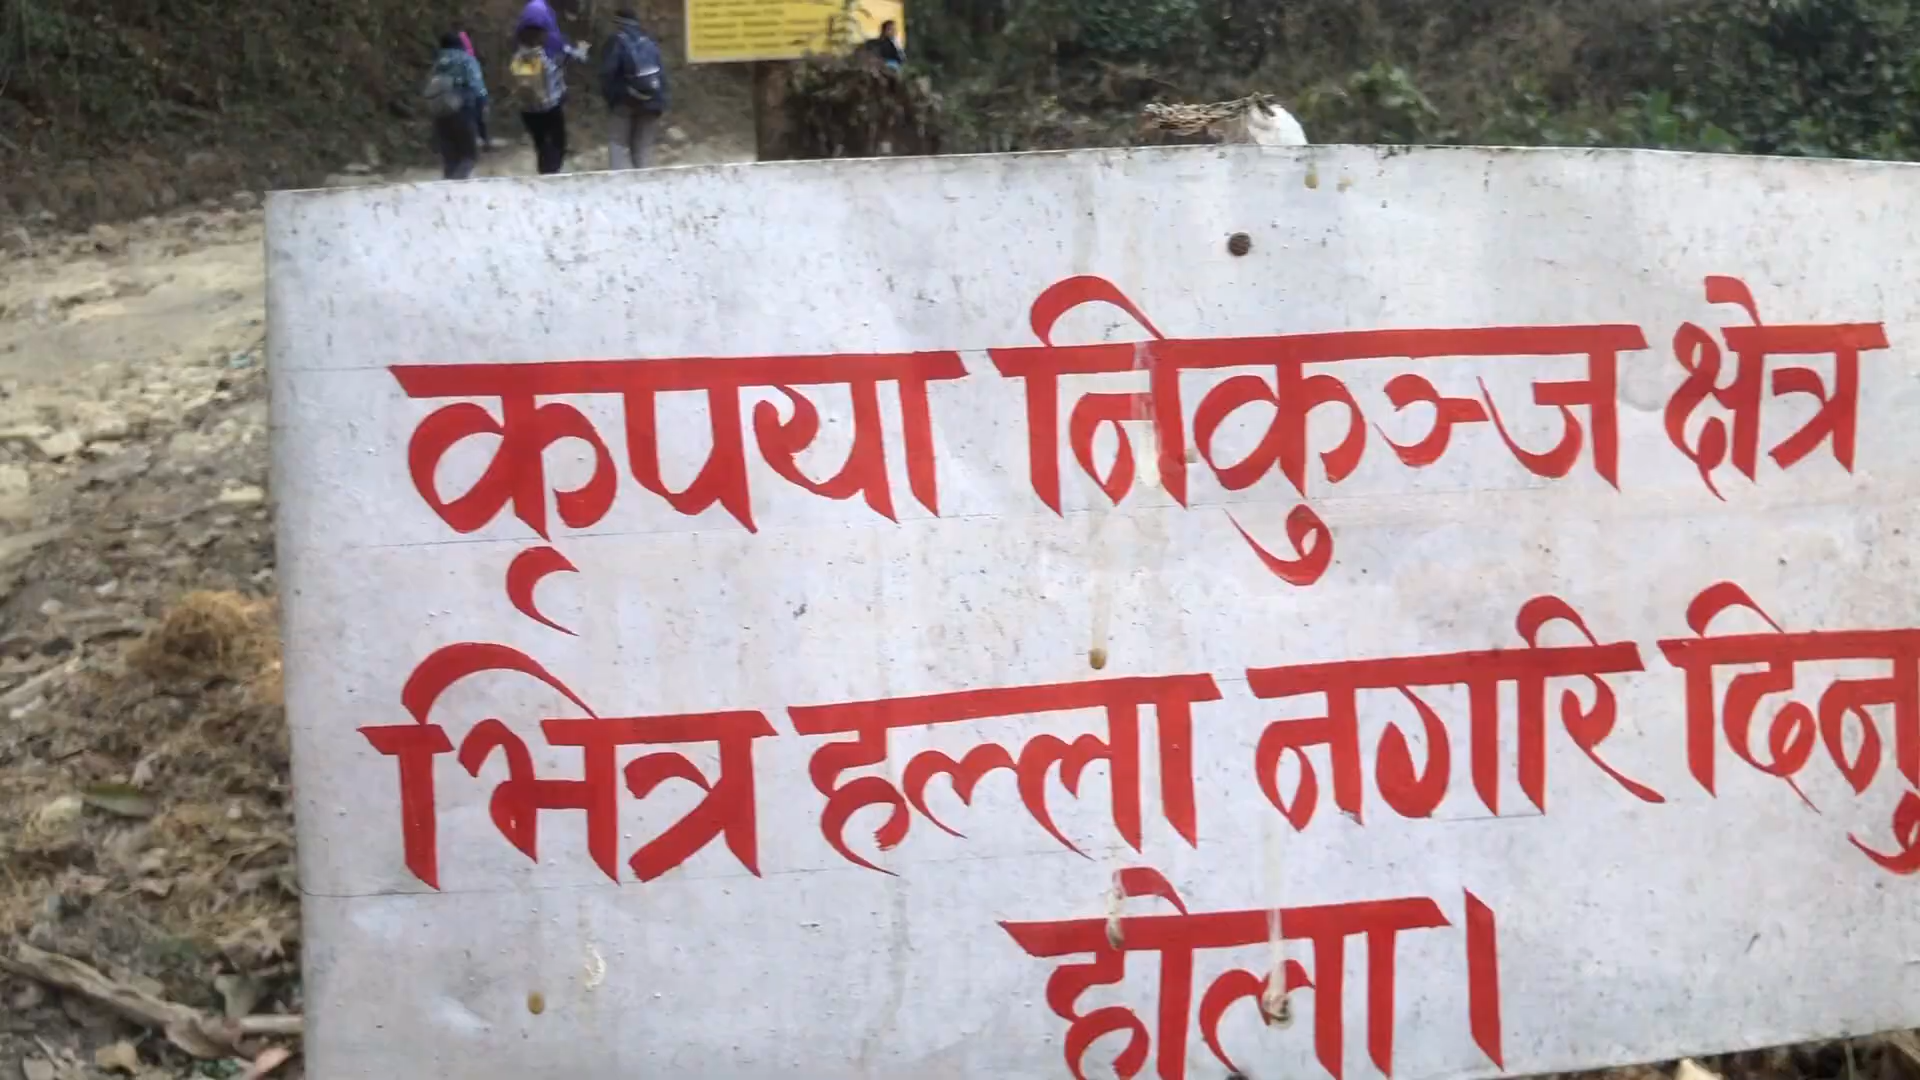 कृपया निकुञ्ज क्षेत्र
भित्र हल्ला नगरि दिनु
होला।